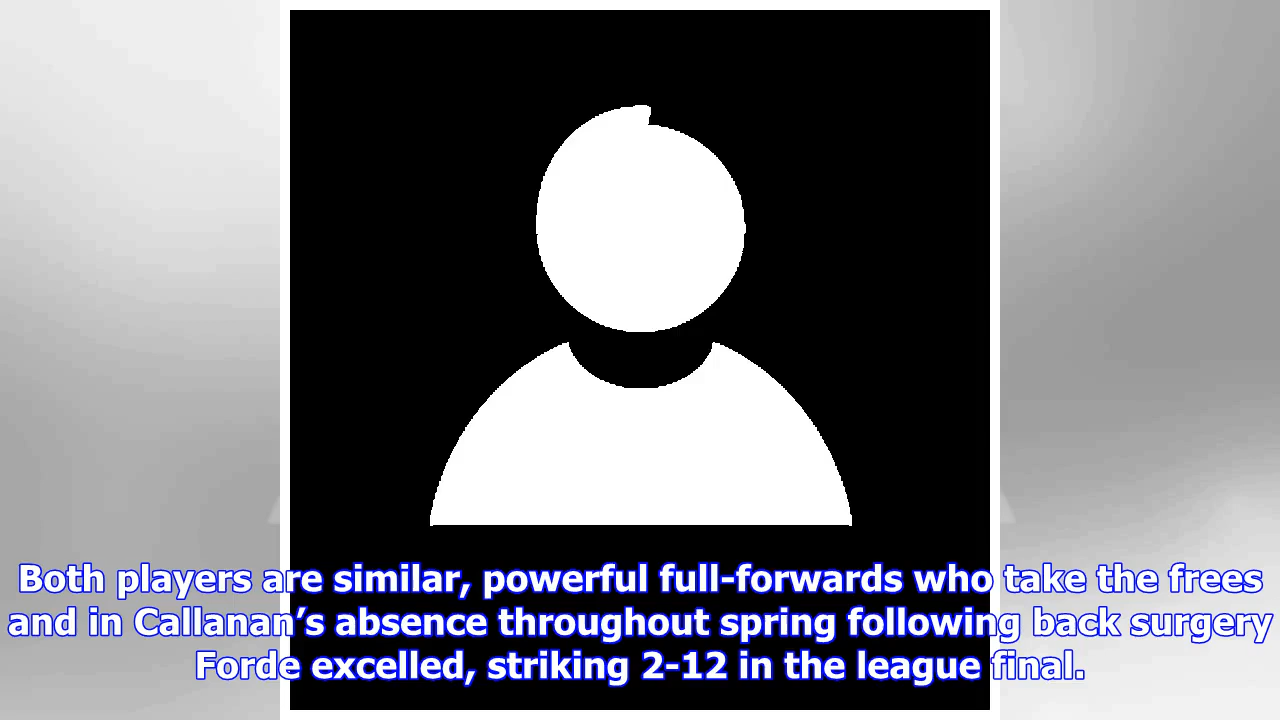 Both players are similar, powerful full-forwards who take the frees
and in Callanan’s absence throughout spring following back surgery
Forde excelled, striking 2-12 in the league final.